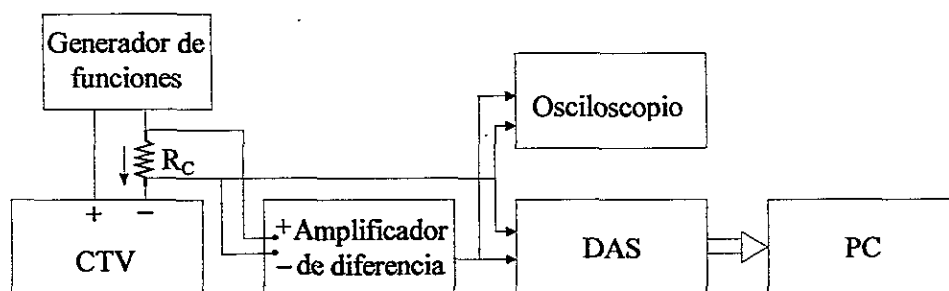 Generador de
funciones
Osciloscopio
R_C
+ −
CTV
+ Amplificador
− de diferencia
DAS
PC